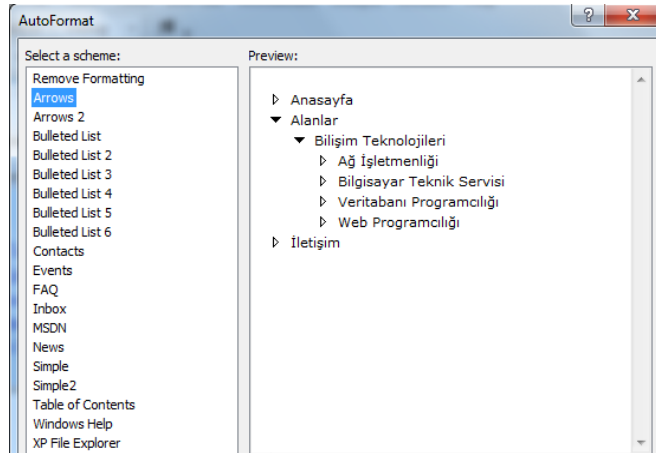 AutoFormat
Select a scheme:
Remove Formatting
Arrows
Arrows 2
Bulleted List
Bulleted List 2
Bulleted List 3
Bulleted List 4
Bulleted List 5
Bulleted List 6
Contacts
Events
FAQ
Inbox
MSDN
News
Simple
Simple2
Table of Contents
Windows Help
XP File Explorer
Preview:
Anasayfa
Alanlar
Bilişim Teknolojileri
Ağ İşletmenliği
Bilgisayar Teknik Servisi
Veritabanı Programcılığı
Web Programcılığı
İletişim